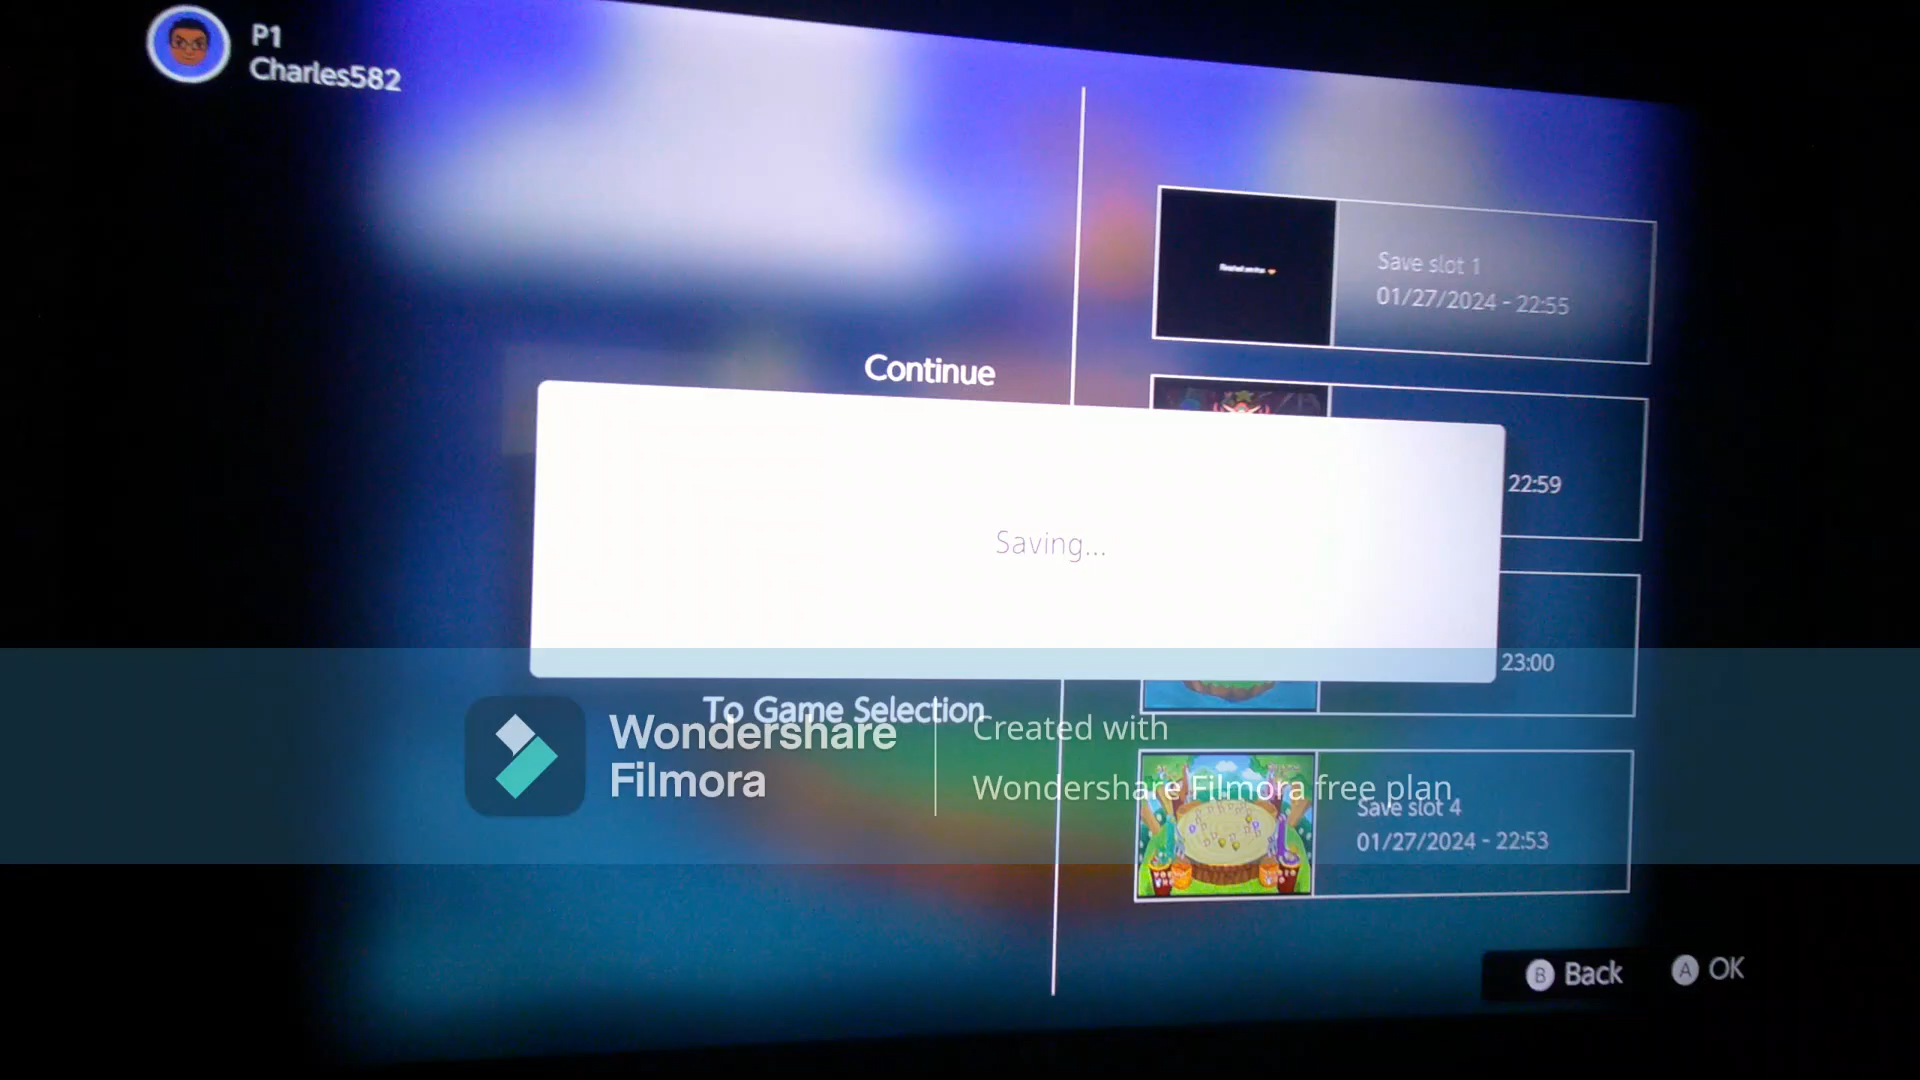 P1
Charles582
Save slot 1
01/27/2024 - 22:55
Continue
22:59
Saving...
23:00
To Game Selection
Wondershare
Filmora
Created with
Wondershare Filmora free plan
Save slot 4
01/27/2024 - 22:53
B Back
A OK